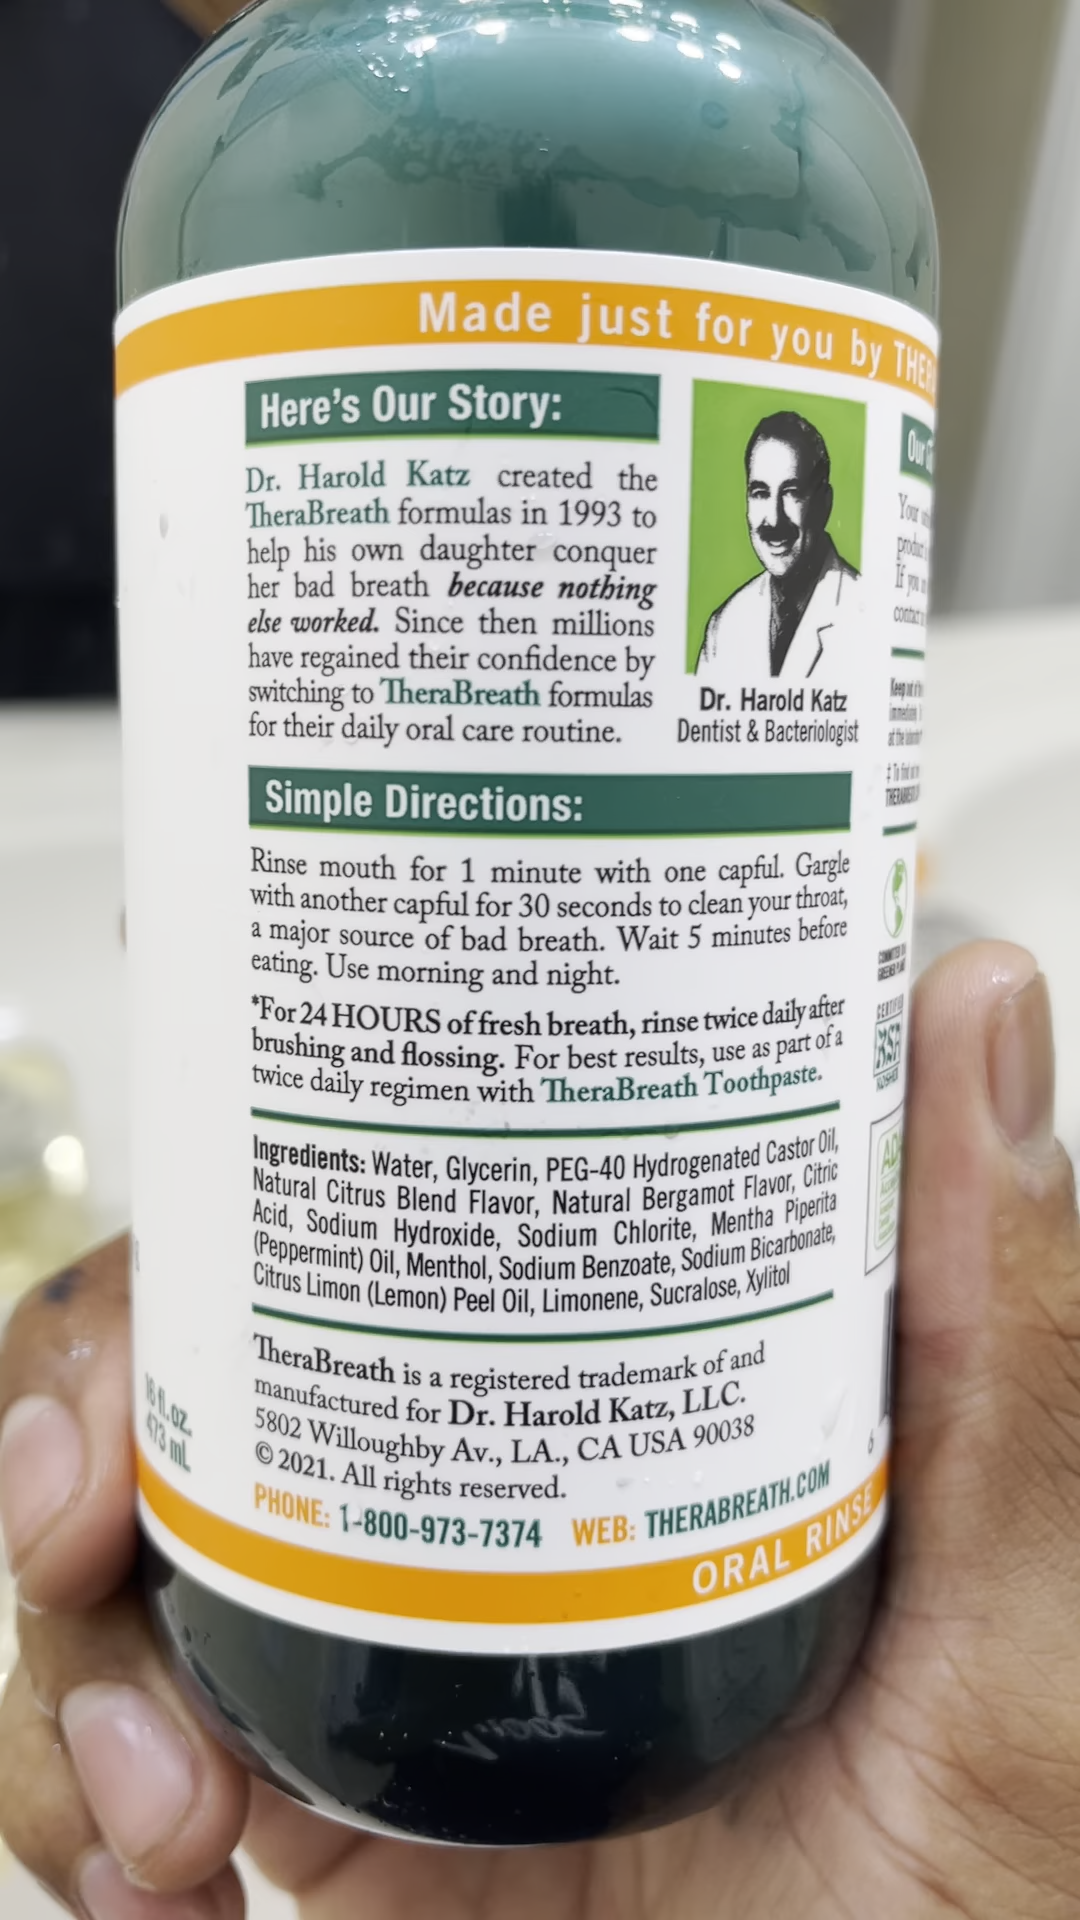 Made just for you by
Here's Our Story:
Dr. Harold Katz created the
TheraBreath formulas in 1993 to
help his own daughter conquer
her bad breath because nothing
else worked. Since then millions
have regained their confidence by
switching to TheraBreath formulas
for their daily oral care routine.
Dr. Harold Katz
Dentist & Bacteriologist
Simple Directions:
Rinse mouth for 1 minute with one capful. Gargle
with another capful for 30 seconds to clean your throat,
a major source of bad breath. Wait 5 minutes before
eating. Use morning and night.
*For 24 HOURS of fresh breath, rinse twice daily after
brushing and flossing. For best results, use as part of a
twice daily regimen with TheraBreath Toothpaste.
Ingredients: Water, Glycerin, PEG-40 Hydrogenated Castor Oil,
Natural Citrus Blend Flavor, Natural Bergamot Flavor, Citric
Acid, Sodium Hydroxide, Sodium Chlorite, Mentha Piperita
(Peppermint) Oil, Menthol, Sodium Benzoate, Sodium Bicarbonate,
Citrus Limon (Lemon) Peel Oil, Limonene, Sucralose, Xylitol
TheraBreath is a registered trademark of and
manufactured for Dr. Harold Katz, LLC.
5802 Willoughby Av., LA., CA USA 90038
© 2021. All rights reserved.
PHONE: 1-800-973-7374 WEB: THERABREATH.COM
ORAL RINSE
16 fl.oz.
473 mL
Our
Your
If you
Keep out of
CERTIFIED
KOSHER
6